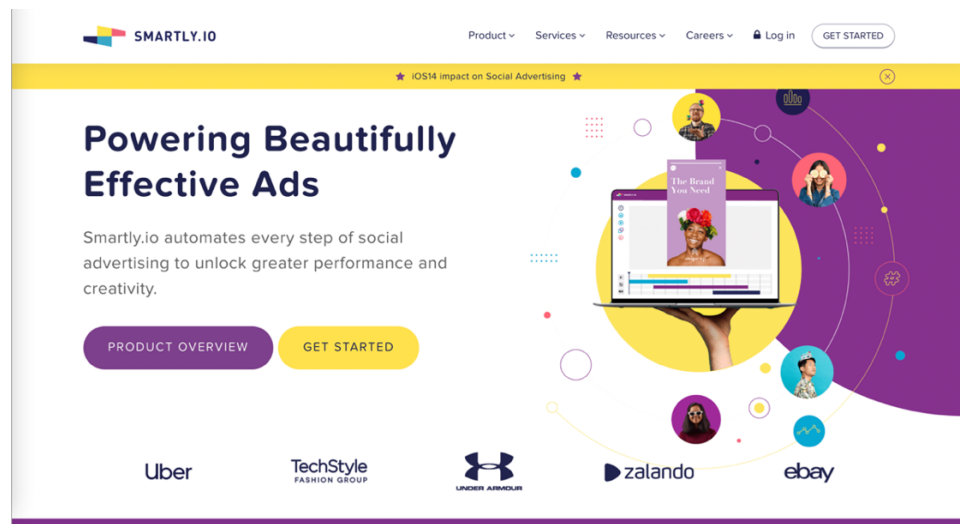 SMARTLY.IO
Product Services Resources Careers Log in GET STARTED
iOS14 impact on Social Advertising
Powering Beautifully
Effective Ads
Smartly.io automates every step of social
advertising to unlock greater performance and
creativity.
PRODUCT OVERVIEW GET STARTED
The Brand
You Need
#
Uber TechStyle
FASHION GROUP
UNDER ARMOUR
zalando
ebay